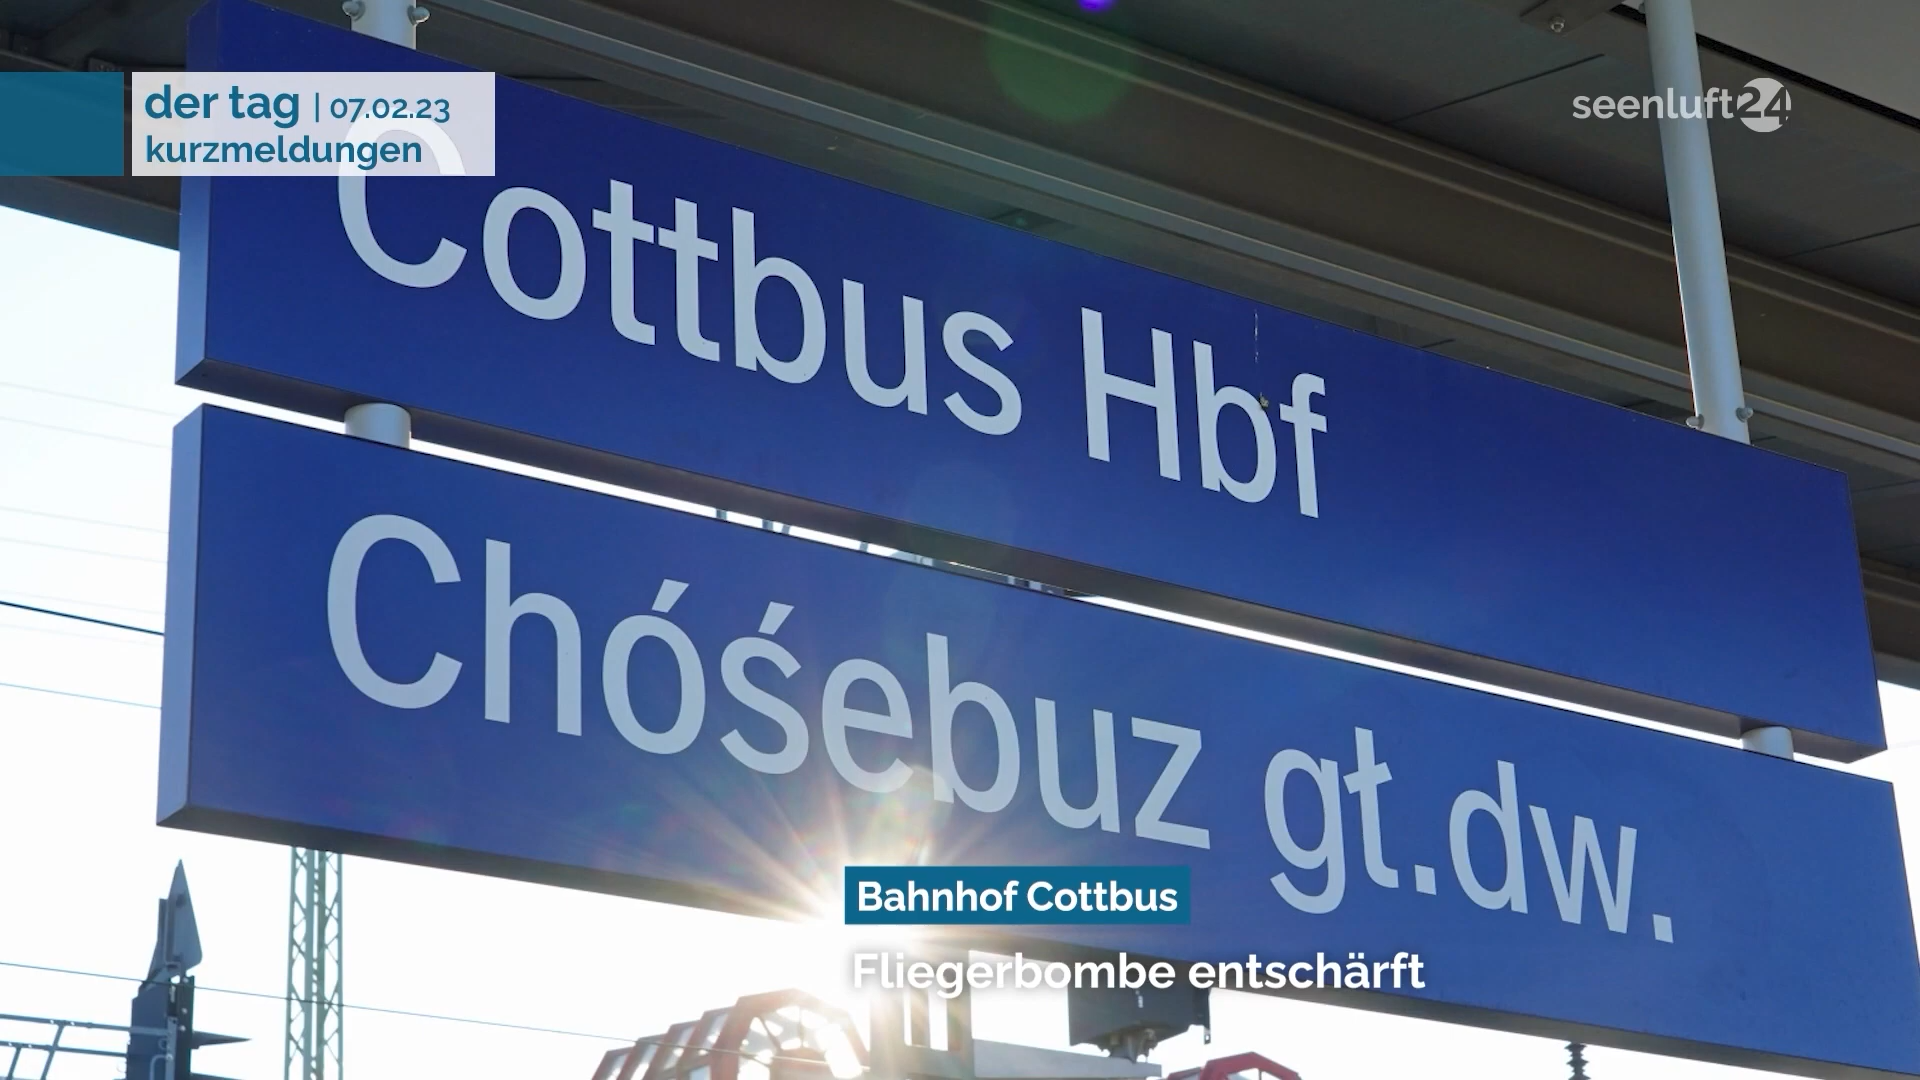 der tag | 07.02.23
kurzmeldungen
seenluft24
Cottbus Hbf
Chóśebuz gł.dw.
Bahnhof Cottbus
Fliegerbombe entschärft